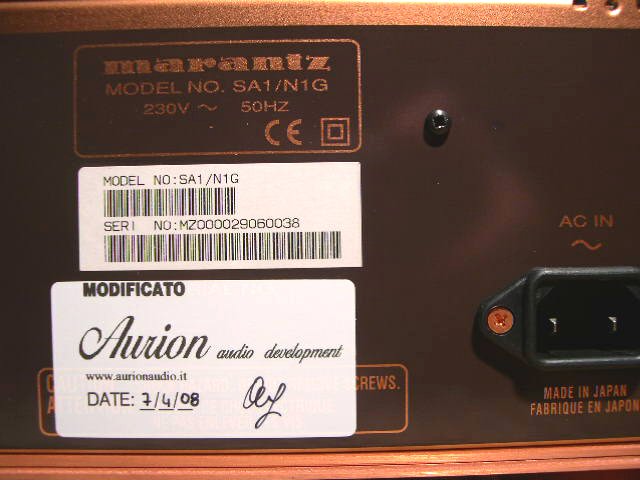 marantz
MODEL NO. SA1/N1G
230V ～ 50HZ
CE
MODEL NO:SA1/N1G
SERI NO:MZ000029060038
AC IN
～
MODIFICATO
Aurion audio development
www.aurionaudio.it
SCREWS.
DATE: 7/4/08
MADE IN JAPAN
FABRIQUE EN JAPON